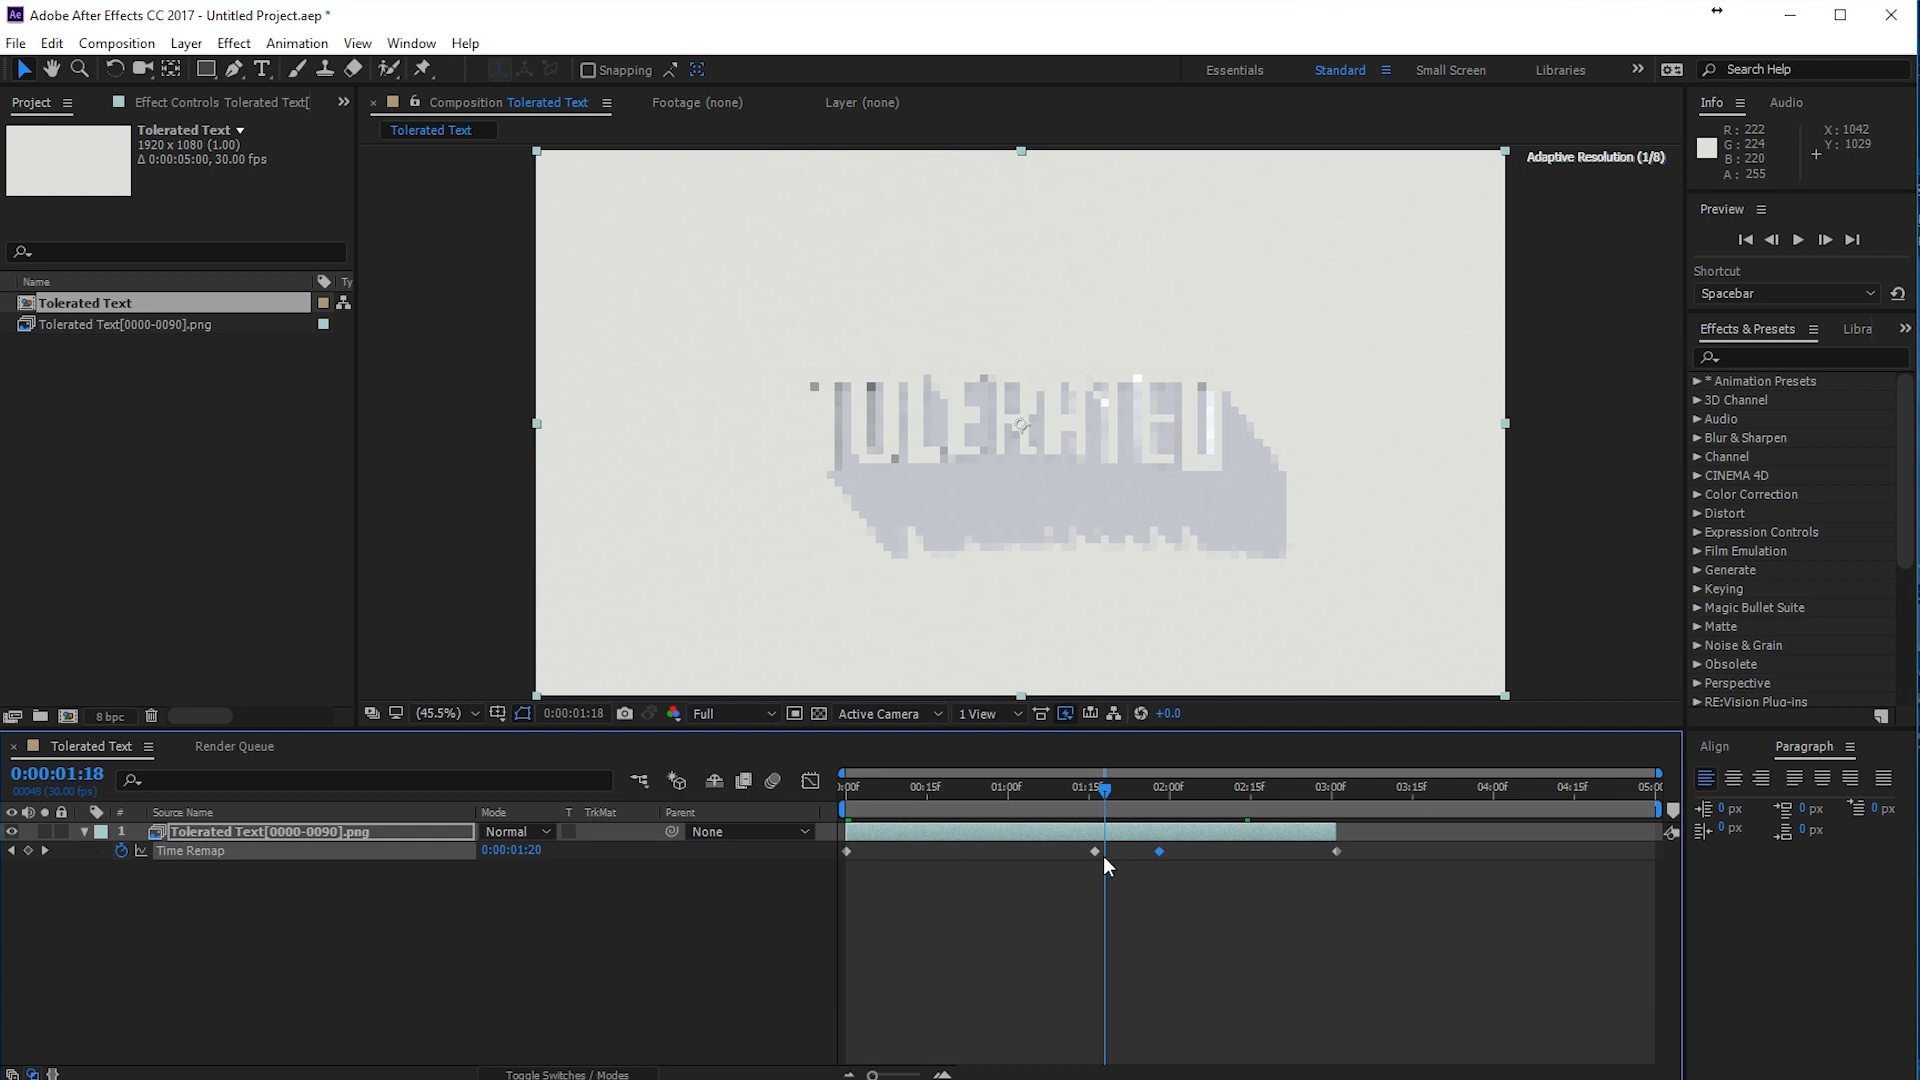 Adobe After Effects CC 2017 - Untitled Project.aep *
File Edit Composition Layer Effect Animation View Window Help
Snapping Essentials Standard Small Screen Libraries Search Help
Project Effect Controls Tolerated Text[ Composition Tolerated Text Footage (none) Layer (none) Info Audio
Tolerated Text
1920 x 1080 (1.00)
Δ 0:00:05:00, 30.00 fps
Tolerated Text
Adaptive Resolution (1/8)
R: 222 X: 1042
G: 224 Y: 1029
B: 220
A: 255
Preview
Shortcut
Spacebar
Name Ty
Tolerated Text
Tolerated Text[0000-0090].png
TOLERATED
Effects & Presets Libra
* Animation Presets
3D Channel
Audio
Blur & Sharpen
Channel
CINEMA 4D
Color Correction
Distort
Expression Controls
Film Emulation
Generate
Keying
Magic Bullet Suite
Matte
Noise & Grain
Obsolete
Perspective
RE:Vision Plug-ins
8 bpc (45.5%) 0:00:01:18 Full Active Camera 1 View +0.0
Tolerated Text Render Queue
0:00:01:18
00048 (30.00 fps)
:00f 00:15f 01:00f 01:15f 02:00f 02:15f 03:00f 03:15f 04:00f 04:15f 05:00
# Source Name Mode T TrkMat Parent
1 Tolerated Text[0000-0090].png Normal None
Time Remap 0:00:01:20
Toggle Switches / Modes
Align Paragraph
0 px 0 px 0 px
0 px 0 px